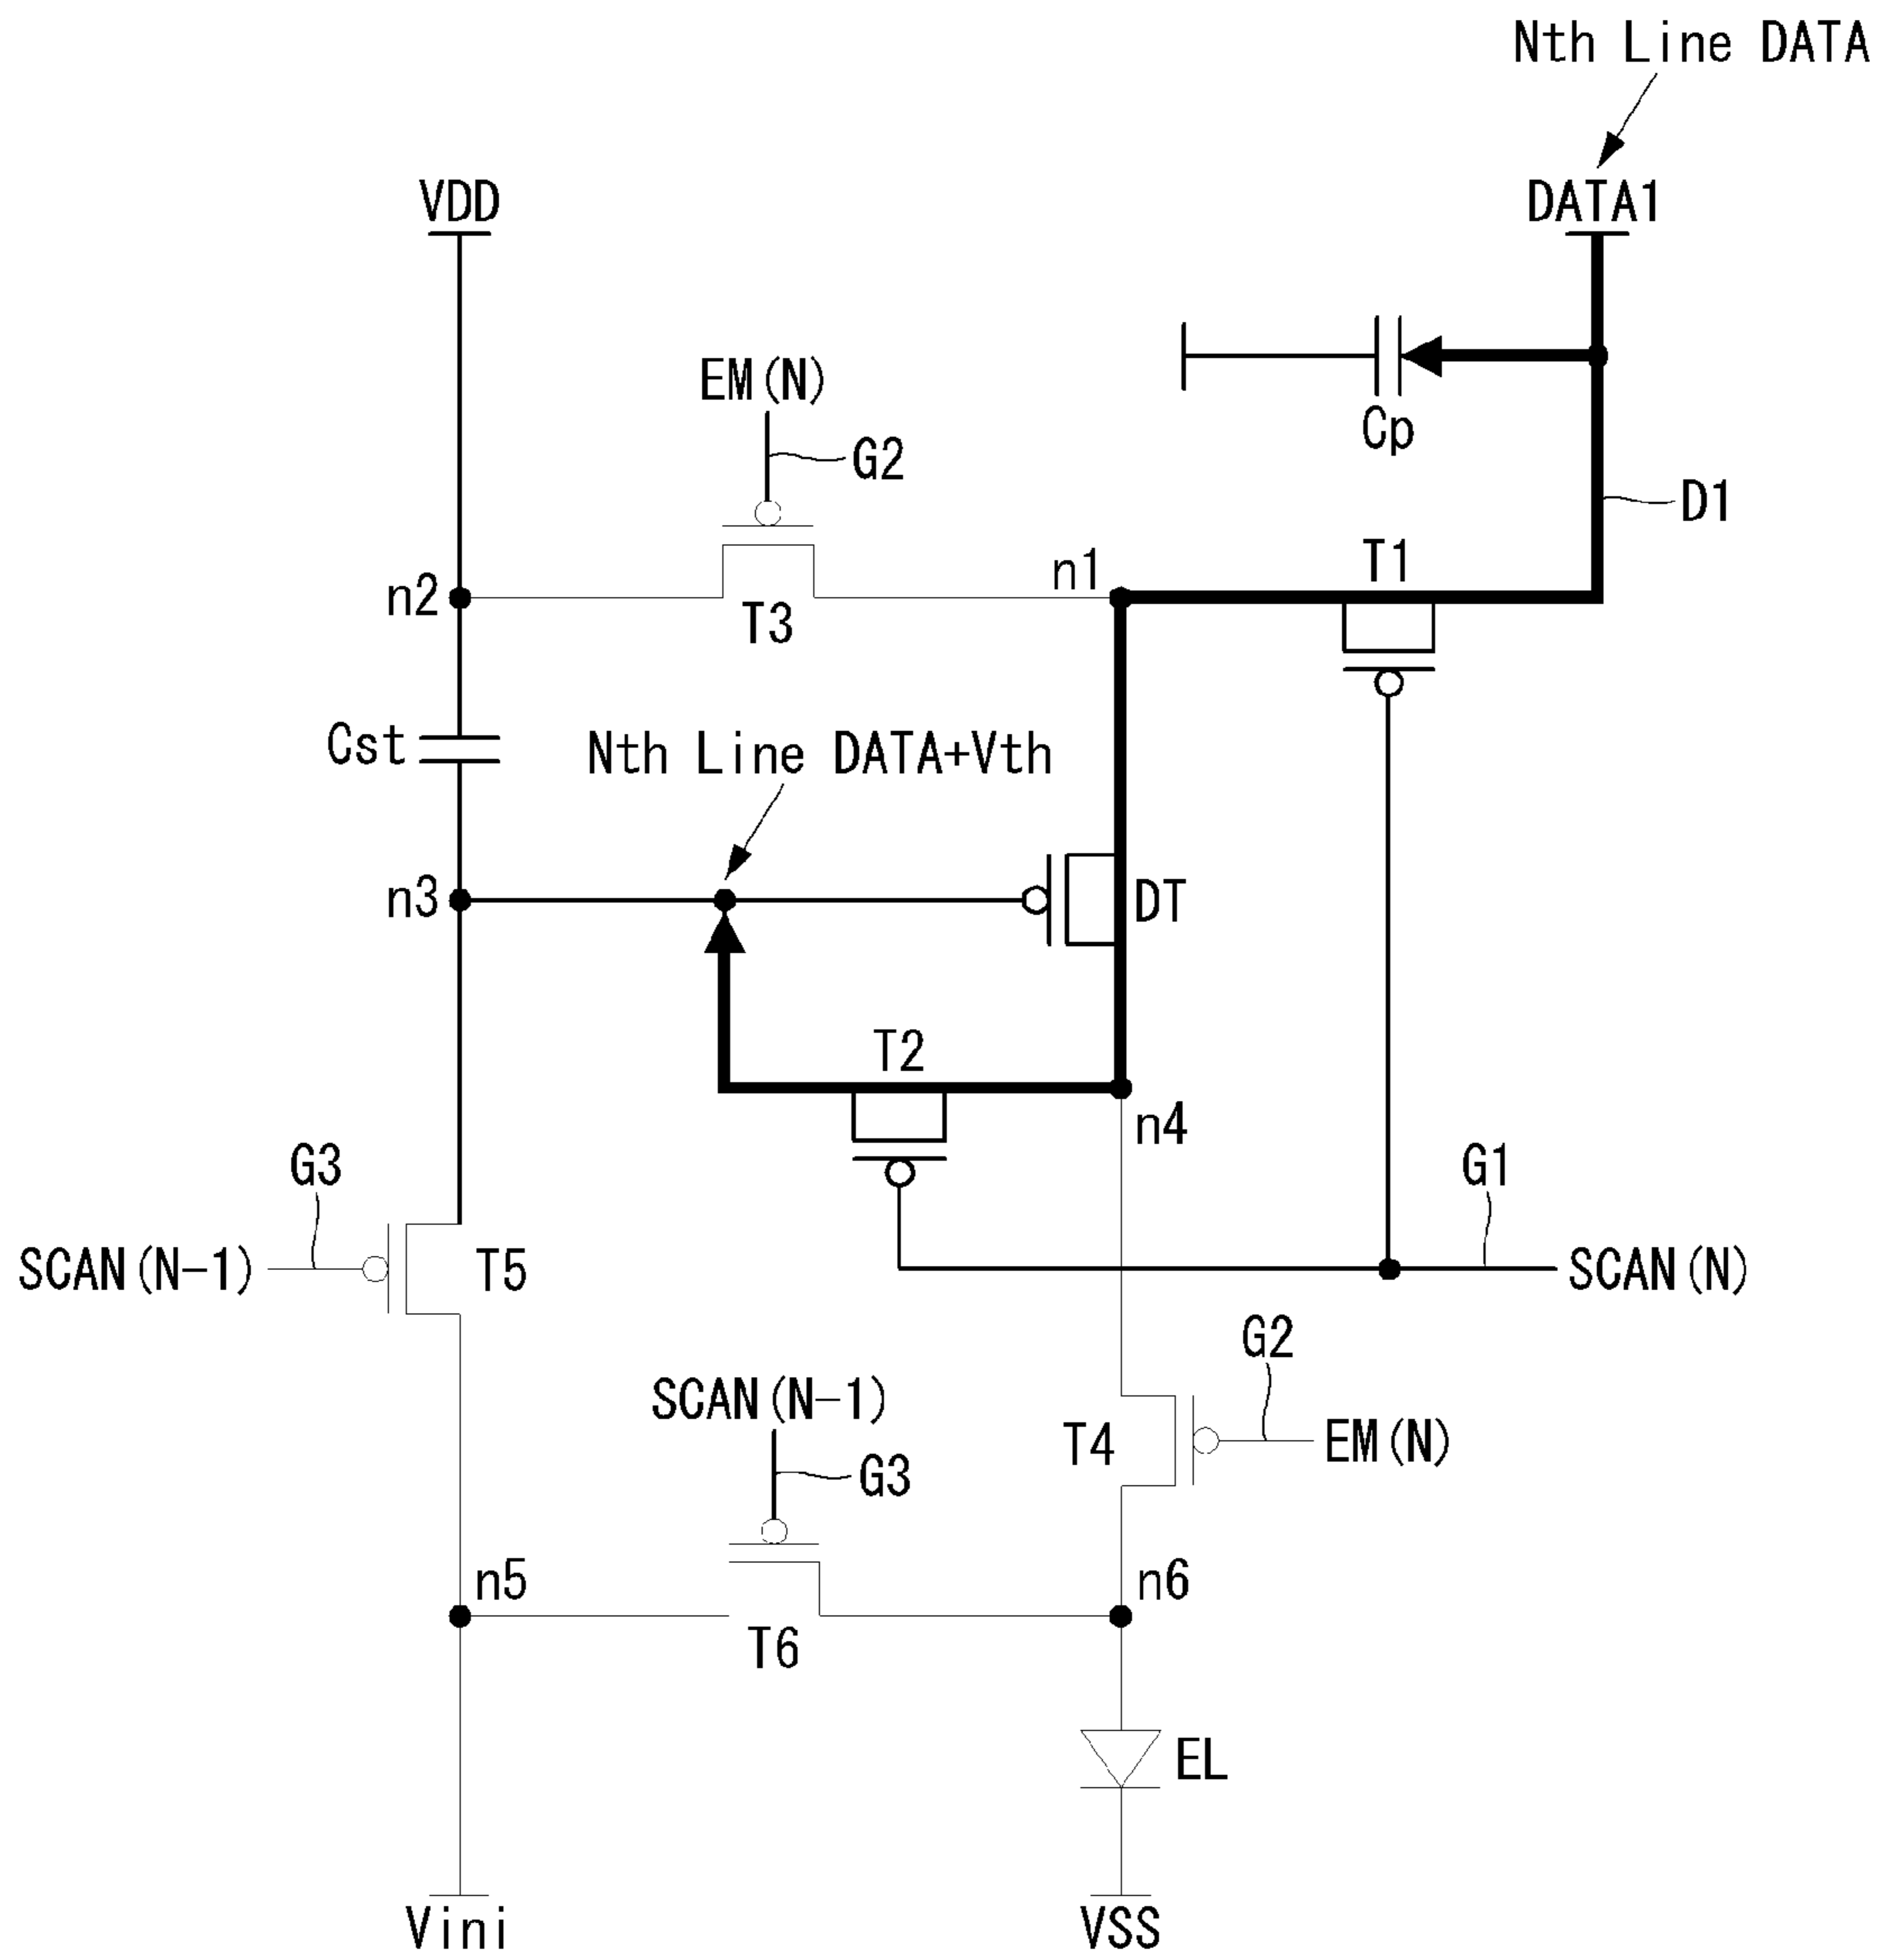 Nth Line DATA
VDD
DATA1
EM(N)
G2
Cp
D1
n2
n1
T1
T3
Cst
Nth Line DATA+Vth
n3
DT
T2
n4
G3
G1
SCAN(N-1)
T5
SCAN(N)
G2
SCAN(N-1)
T4
EM(N)
G3
n5
n6
T6
EL
Vini
VSS